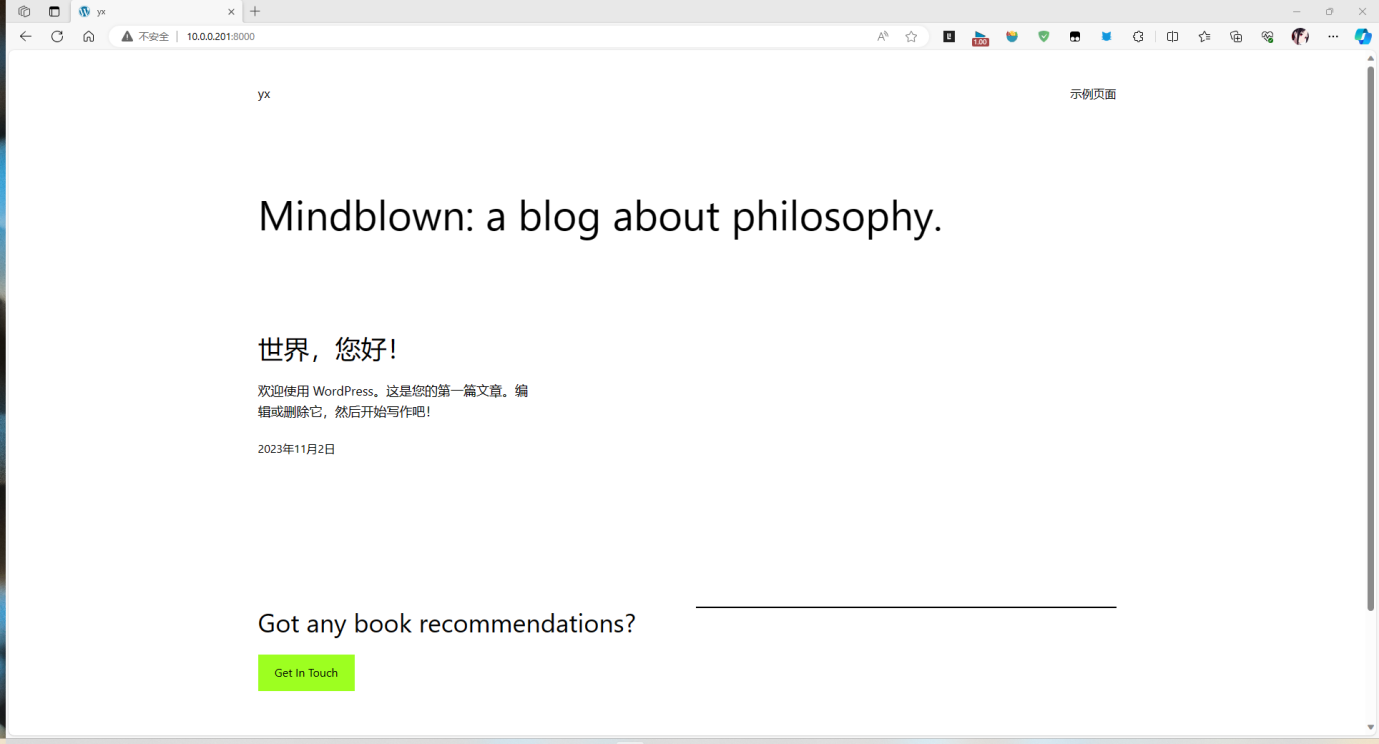 yx
不安全
10.0.0.201:8000
1.00
yx
示例页面
Mindblown: a blog about philosophy.
世界，您好！
欢迎使用 WordPress。这是您的第一篇文章。编
辑或删除它，然后开始写作吧！
2023年11月2日
Got any book recommendations?
Get In Touch